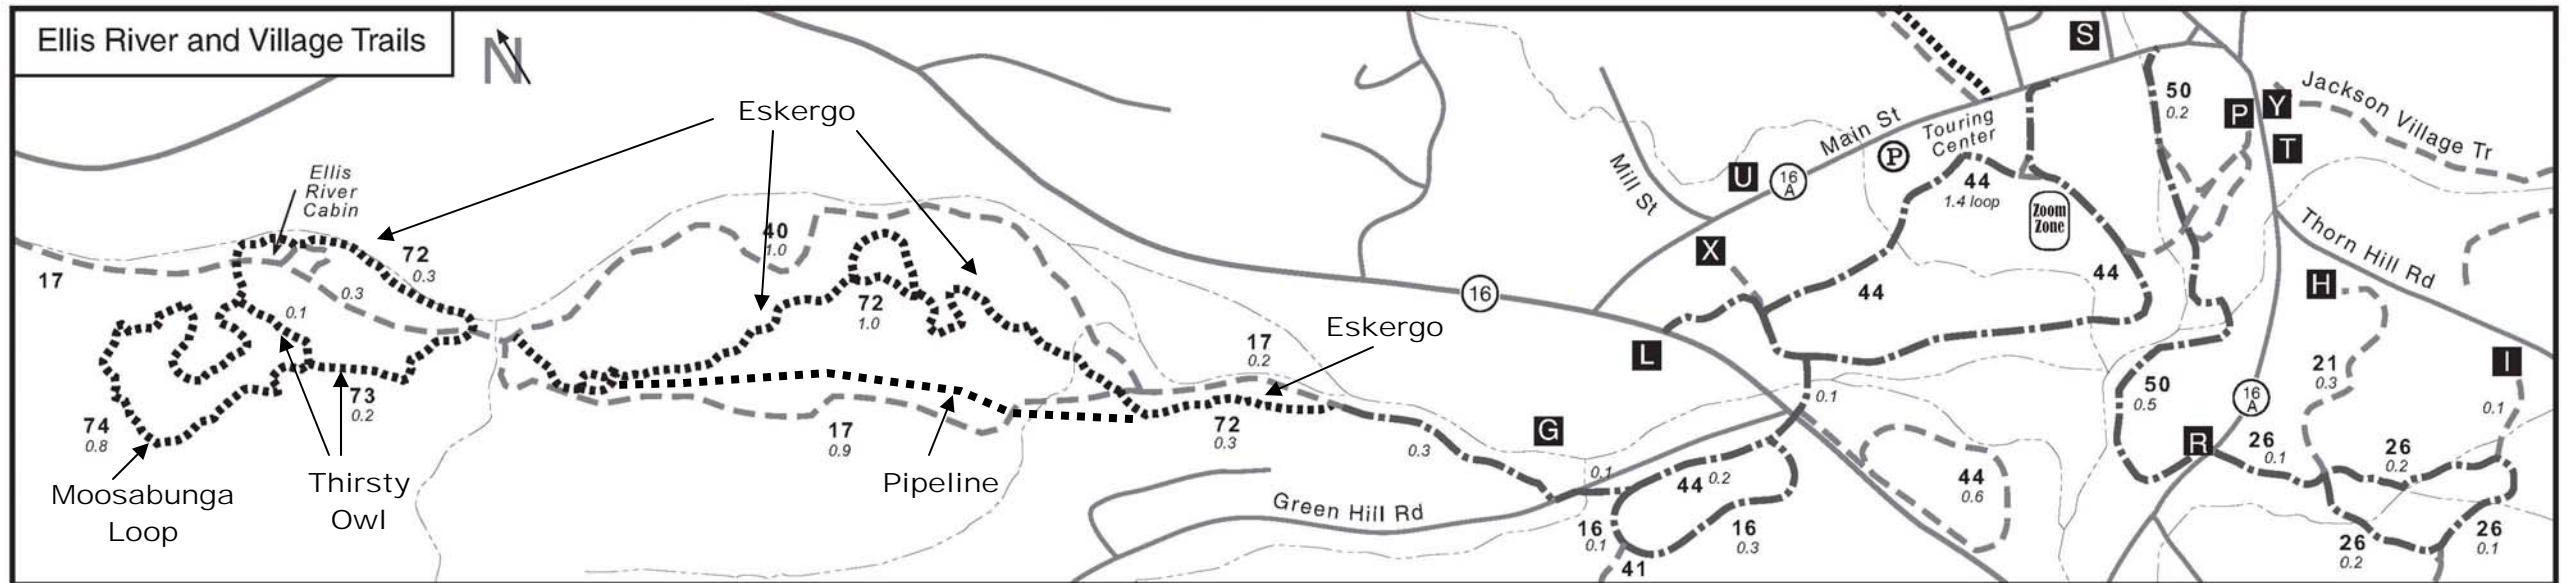 Ellis River and Village Trails
N
Eskergo
Ellis
River
Cabin
17
72
0.3
0.3
0.1
74
0.8
73
0.2
Moosabunga
Loop
Thirsty
Owl
40
1.0
72
1.0
17
0.9
Pipeline
17
0.2
Eskergo
72
0.3
0.3
16
Mill St
U
16
A
Main St
P
Touring
Center
S
X
L
G
44
1.4 loop
Zoom
Zone
44
44
0.1
0.1
44
0.2
16
0.1
16
0.3
41
Green Hill Rd
44
0.6
50
0.2
P
Y
T
Jackson Village Tr
Thorn Hill Rd
H
I
21
0.3
0.1
50
0.5
16
A
R
26
0.1
26
0.2
26
0.2
26
0.1